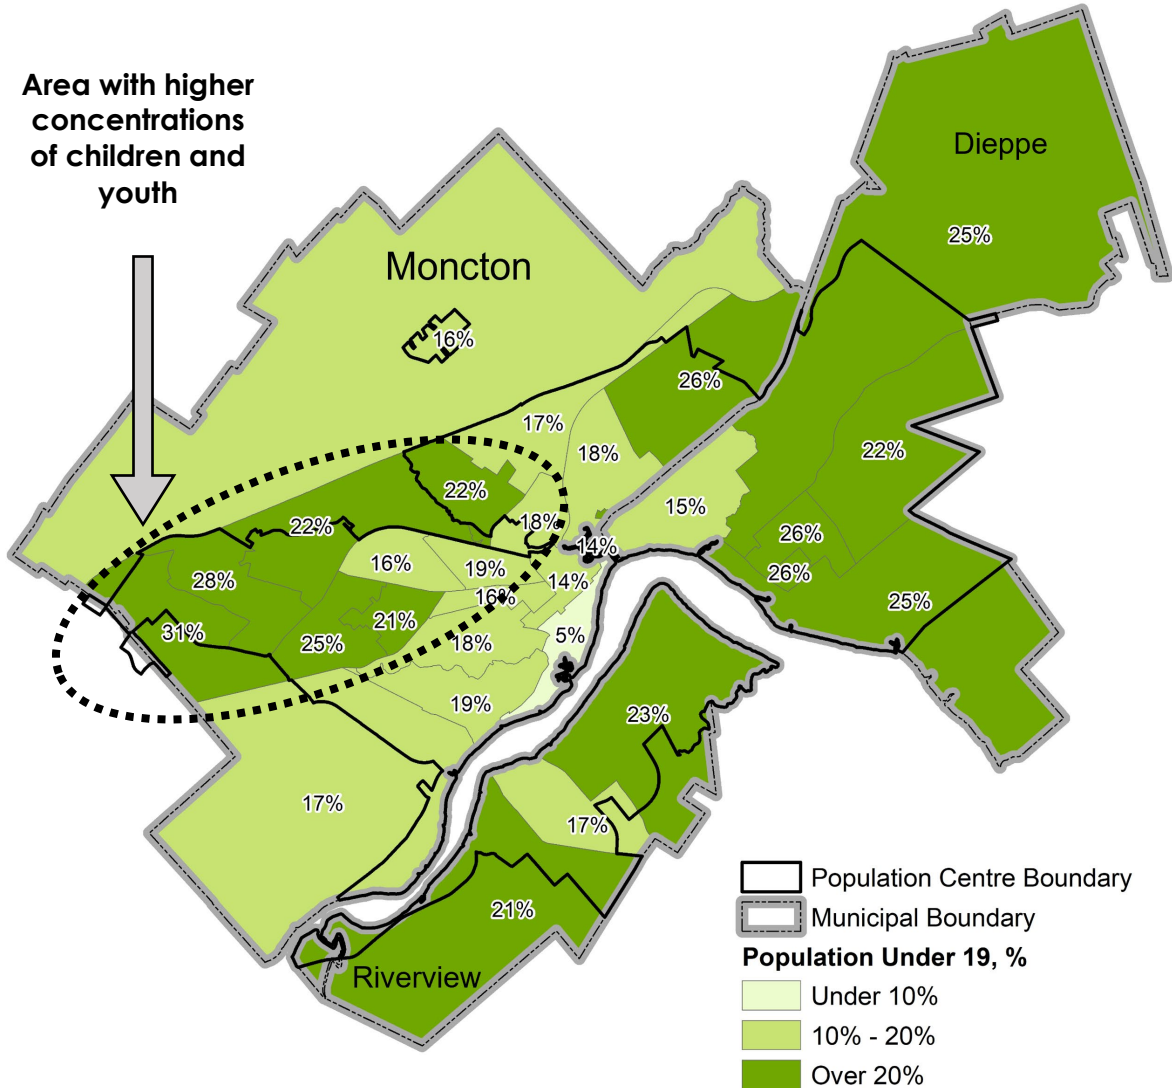 Area with higher
concentrations
of children and
youth
Dieppe
25%
Moncton
16%
26%
17%
18%
22%
22%
15%
18%
22%
14%
26%
16%
19%
28%
14%
26%
16%
25%
21%
31%
5%
25%
18%
19%
23%
17%
17%
21%
Riverview
Population Centre Boundary
Municipal Boundary
Population Under 19, %
Under 10%
10% - 20%
Over 20%